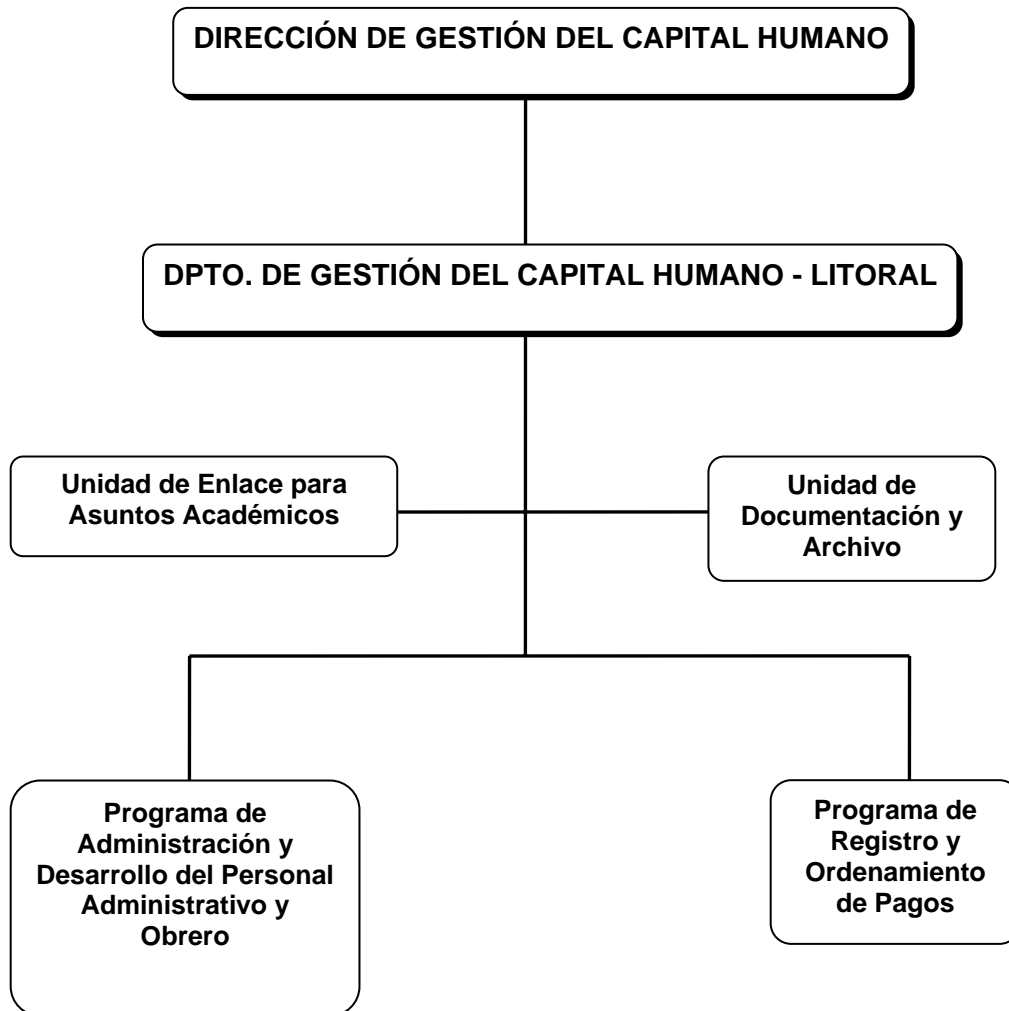 DIRECCIÓN DE GESTIÓN DEL CAPITAL HUMANO
DPTO. DE GESTIÓN DEL CAPITAL HUMANO - LITORAL
Unidad de Enlace para
Asuntos Académicos
Unidad de
Documentación y
Archivo
Programa de
Administración y
Desarrollo del Personal
Administrativo y
Obrero
Programa de
Registro y
Ordenamiento
de Pagos